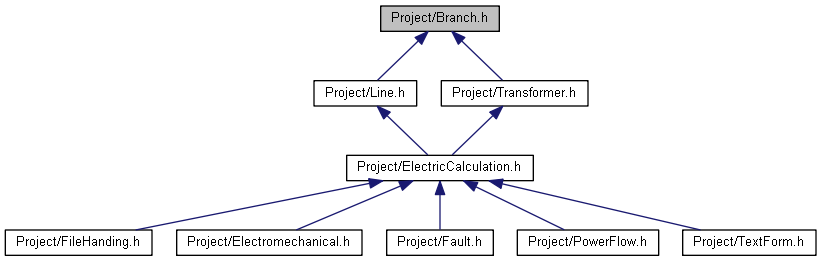 Project/Branch.h
Project/Line.h
Project/Transformer.h
Project/ElectricCalculation.h
Project/FileHanding.h
Project/Electromechanical.h
Project/Fault.h
Project/PowerFlow.h
Project/TextForm.h